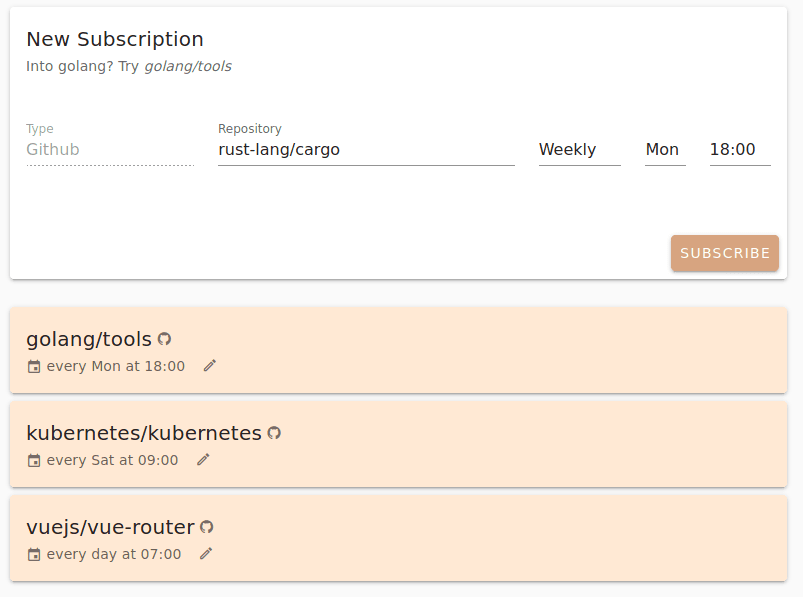 New Subscription
Into golang? Try golang/tools
Type
Github
Repository
rust-lang/cargo
Weekly
Mon
18:00
SUBSCRIBE
golang/tools
every Mon at 18:00
kubernetes/kubernetes
every Sat at 09:00
vuejs/vue-router
every day at 07:00